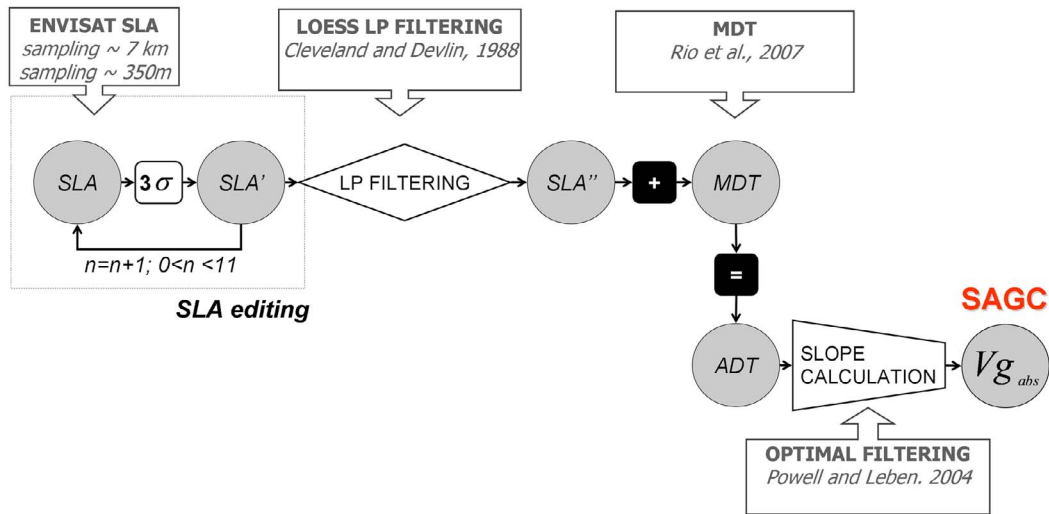 ENVISAT SLA
sampling ~ 7 km
sampling ~ 350m
LOESS LP FILTERING
Cleveland and Devlin, 1988
MDT
Rio et al., 2007
SLA
3σ
SLA'
LP FILTERING
SLA''
+
MDT
n=n+1; 0<n <11
SLA editing
=
SAGC
ADT
SLOPE
CALCULATION
Vg abs
OPTIMAL FILTERING
Powell and Leben. 2004